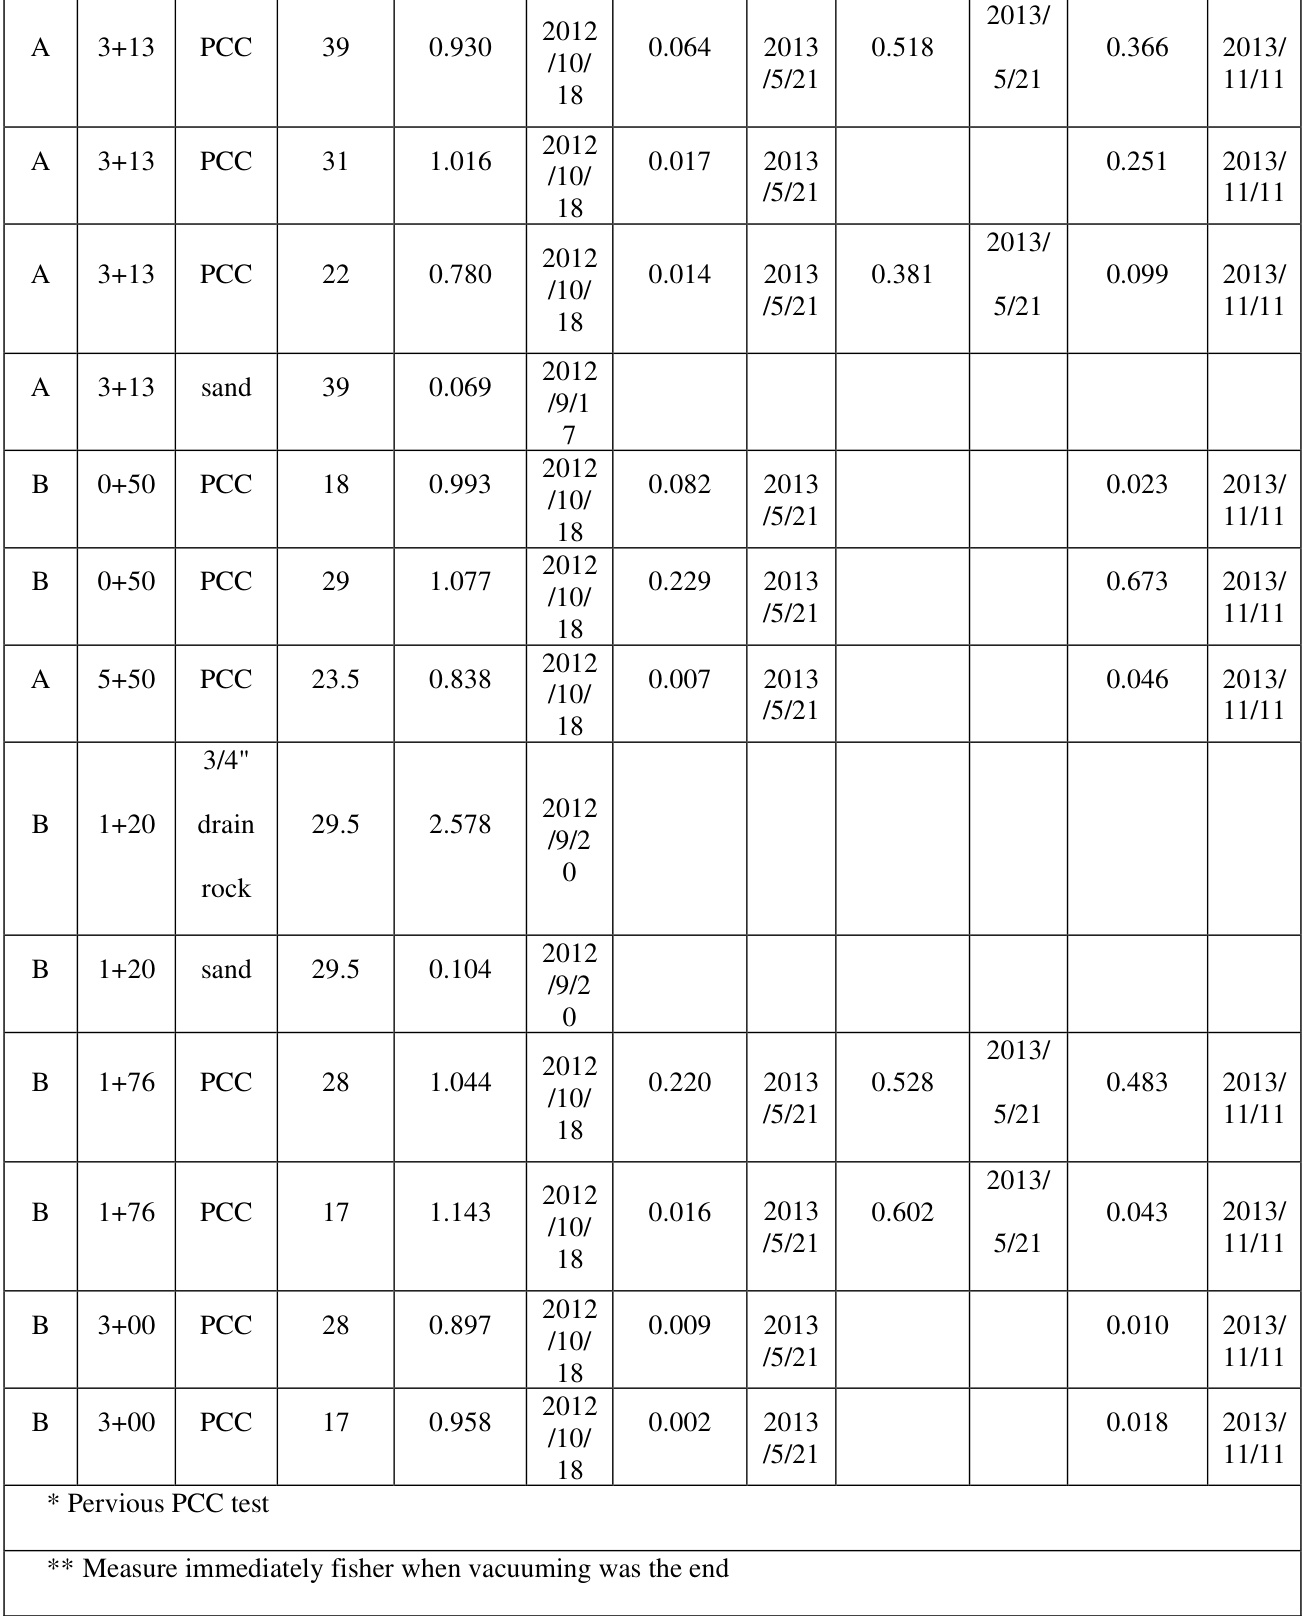 A 3+13 PCC 39 0.930 2012 /10/ 18 0.064 2013 /5/21 0.518 2013/ 5/21 0.366 2013/ 11/11
A 3+13 PCC 31 1.016 2012 /10/ 18 0.017 2013 /5/21 0.251 2013/ 11/11
A 3+13 PCC 22 0.780 2012 /10/ 18 0.014 2013 /5/21 0.381 2013/ 5/21 0.099 2013/ 11/11
A 3+13 sand 39 0.069 2012 /9/1 7
B 0+50 PCC 18 0.993 2012 /10/ 18 0.082 2013 /5/21 0.023 2013/ 11/11
B 0+50 PCC 29 1.077 2012 /10/ 18 0.229 2013 /5/21 0.673 2013/ 11/11
A 5+50 PCC 23.5 0.838 2012 /10/ 18 0.007 2013 /5/21 0.046 2013/ 11/11
B 1+20 3/4" drain rock 29.5 2.578 2012 /9/2 0
B 1+20 sand 29.5 0.104 2012 /9/2 0
B 1+76 PCC 28 1.044 2012 /10/ 18 0.220 2013 /5/21 0.528 2013/ 5/21 0.483 2013/ 11/11
B 1+76 PCC 17 1.143 2012 /10/ 18 0.016 2013 /5/21 0.602 2013/ 5/21 0.043 2013/ 11/11
B 3+00 PCC 28 0.897 2012 /10/ 18 0.009 2013 /5/21 0.010 2013/ 11/11
B 3+00 PCC 17 0.958 2012 /10/ 18 0.002 2013 /5/21 0.018 2013/ 11/11
* Pervious PCC test
** Measure immediately fisher when vacuuming was the end